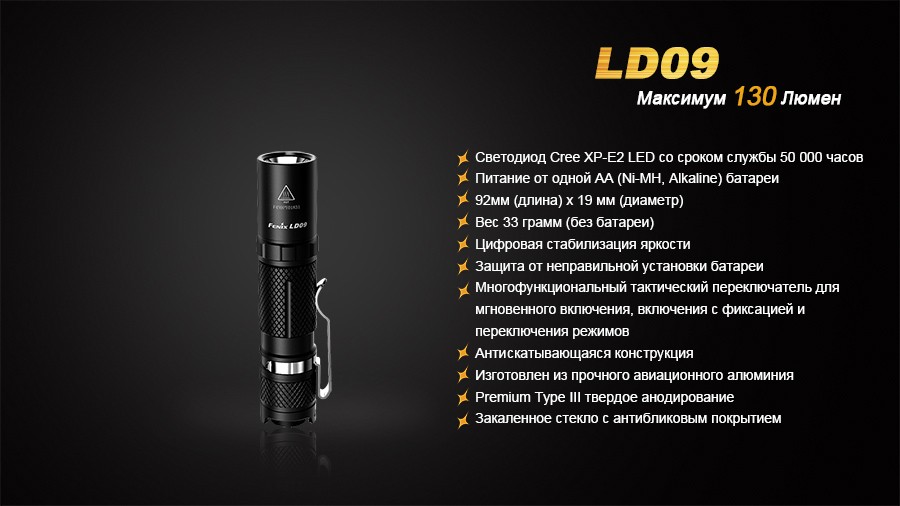 LD09
Максимум 130 Люмен
Светодиод Cree XP-E2 LED со сроком службы 50 000 часов
Питание от одной АА (Ni-MH, Alkaline) батареи
92мм (длина) х 19 мм (диаметр)
Вес 33 грамм (без батареи)
Цифровая стабилизация яркости
Защита от неправильной установки батареи
Многофункциональный тактический переключатель для
мгновенного включения, включения с фиксацией и
переключения режимов
Антискатывающаяся конструкция
Изготовлен из прочного авиационного алюминия
Premium Type III твердое анодирование
Закаленное стекло с антибликовым покрытием
Fenix LD09